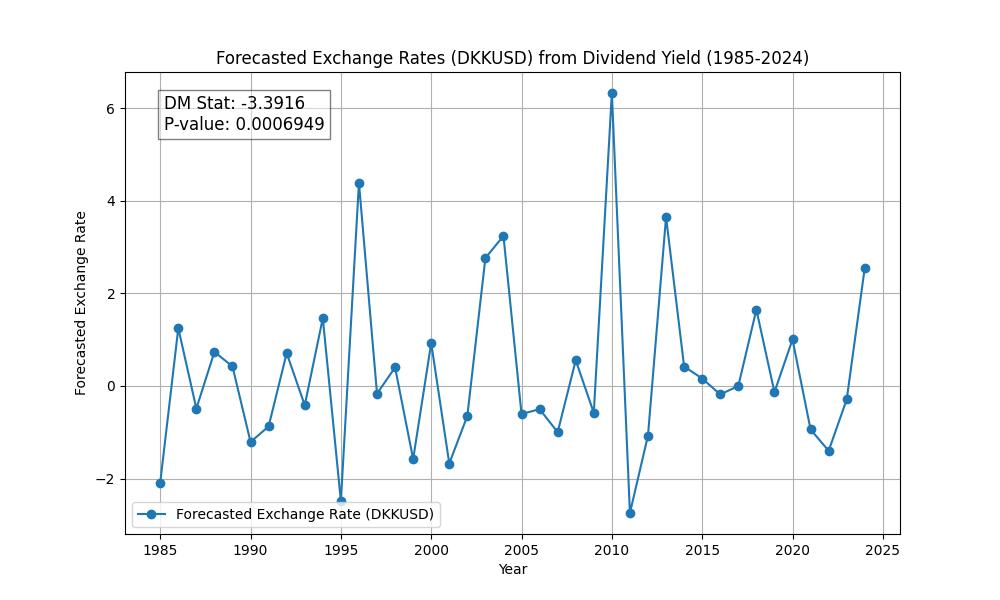 Forecasted Exchange Rates (DKKUSD) from Dividend Yield (1985-2024)
DM Stat: -3.3916
P-value: 0.0006949
Forecasted Exchange Rate
6
4
2
0
−2
Forecasted Exchange Rate (DKKUSD)
1985 1990 1995 2000 2005 2010 2015 2020 2025
Year